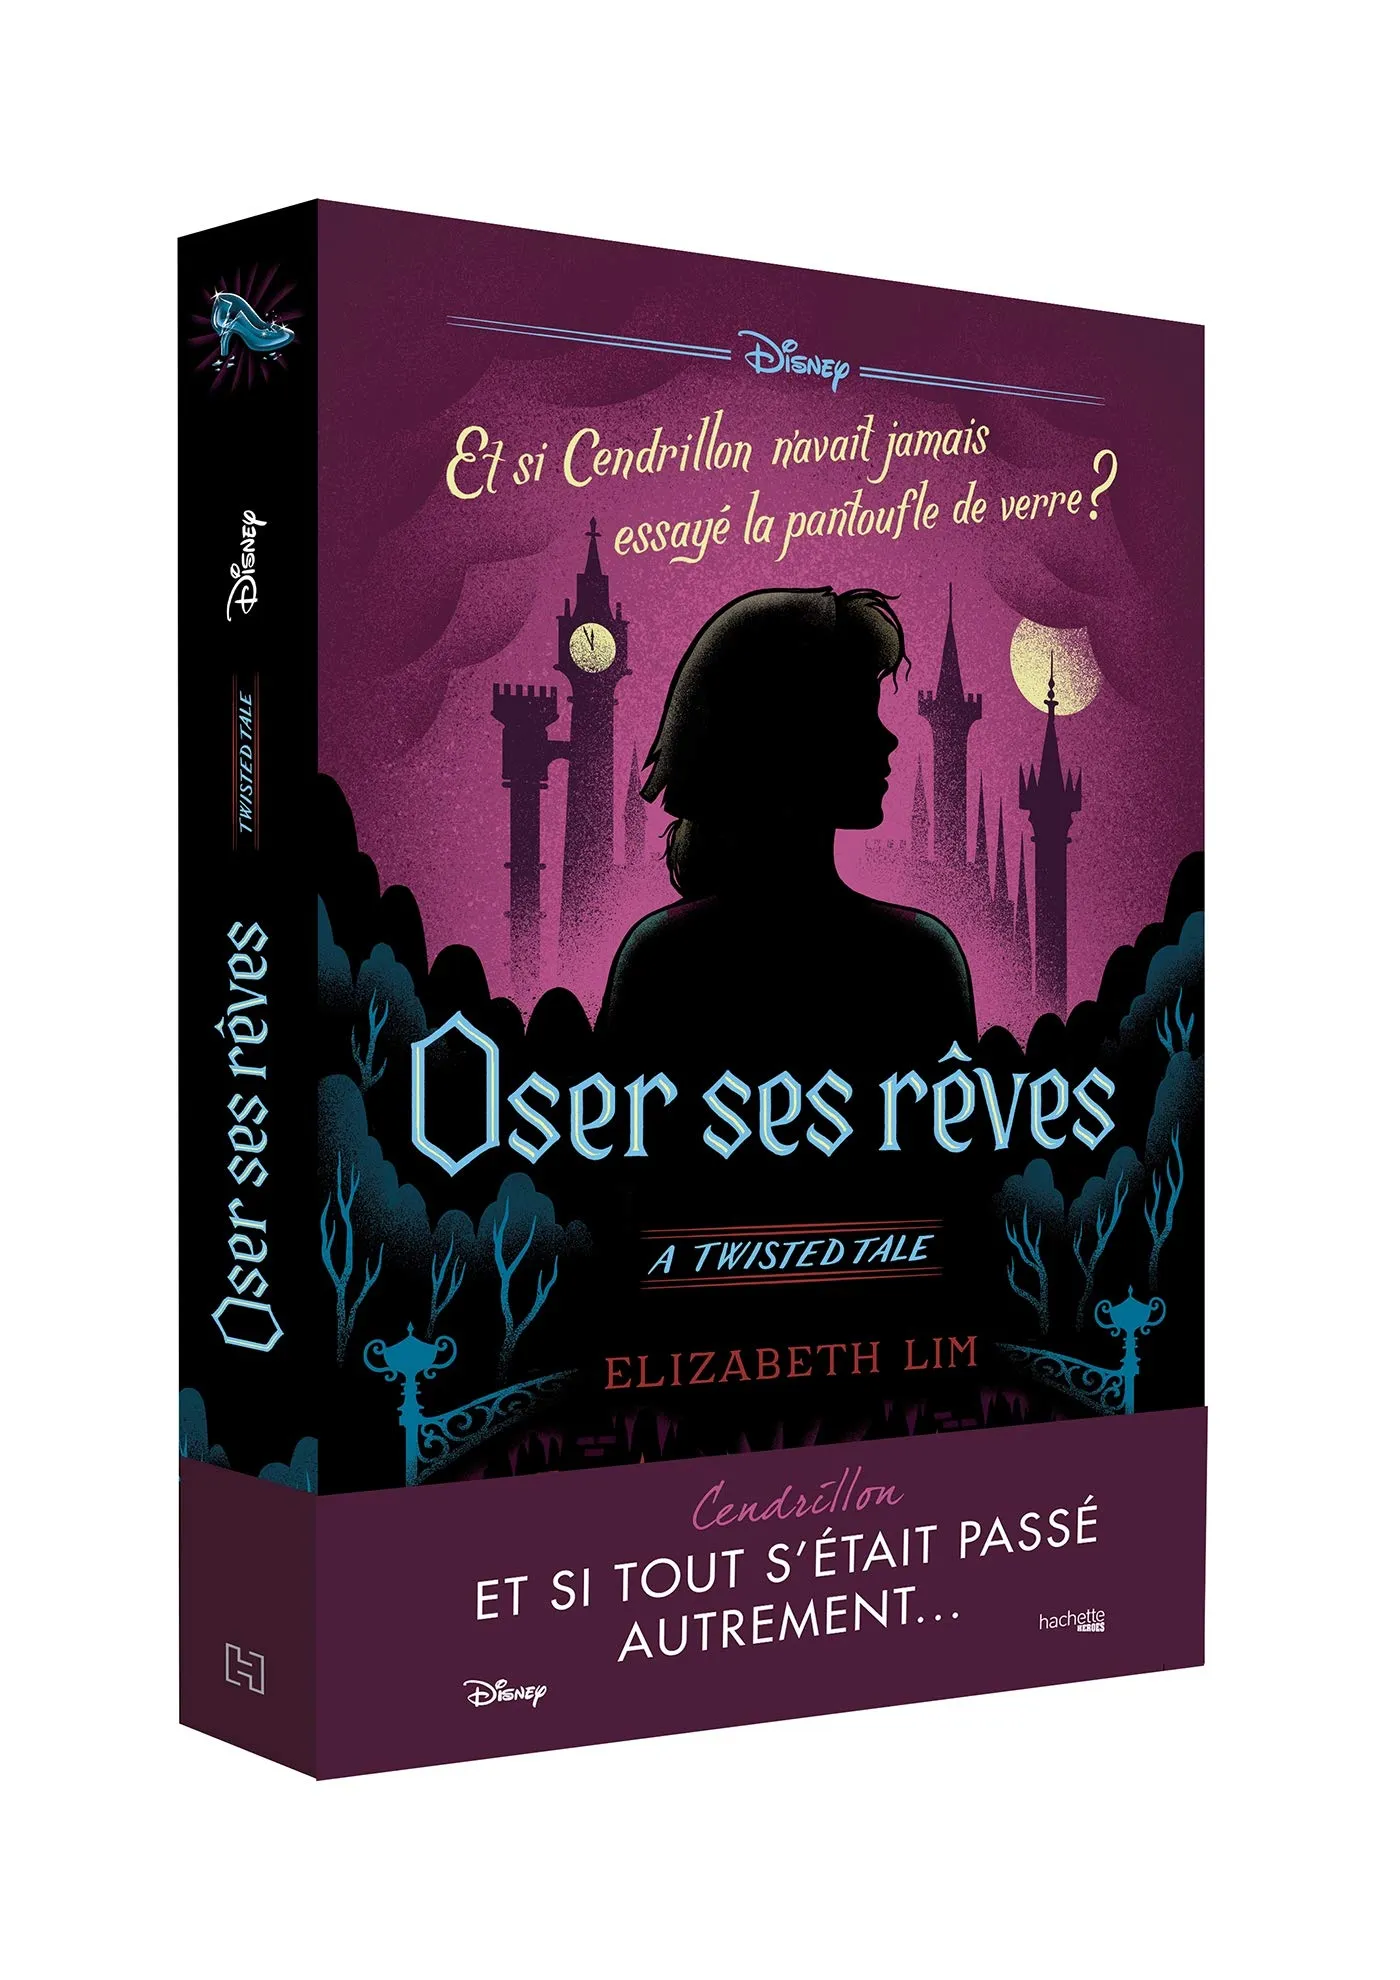 Disney
Et si Cendrillon n'avait jamais
essayé la pantoufle de verre?
Oser ses rêves
A TWISTED TALE
ELIZABETH LIM
Cendrillon
ET SI TOUT S'ÉTAIT PASSÉ
AUTREMENT...
hachette
HEROES
Disney
Disney
TWISTED TALE
Oser ses rêves
H